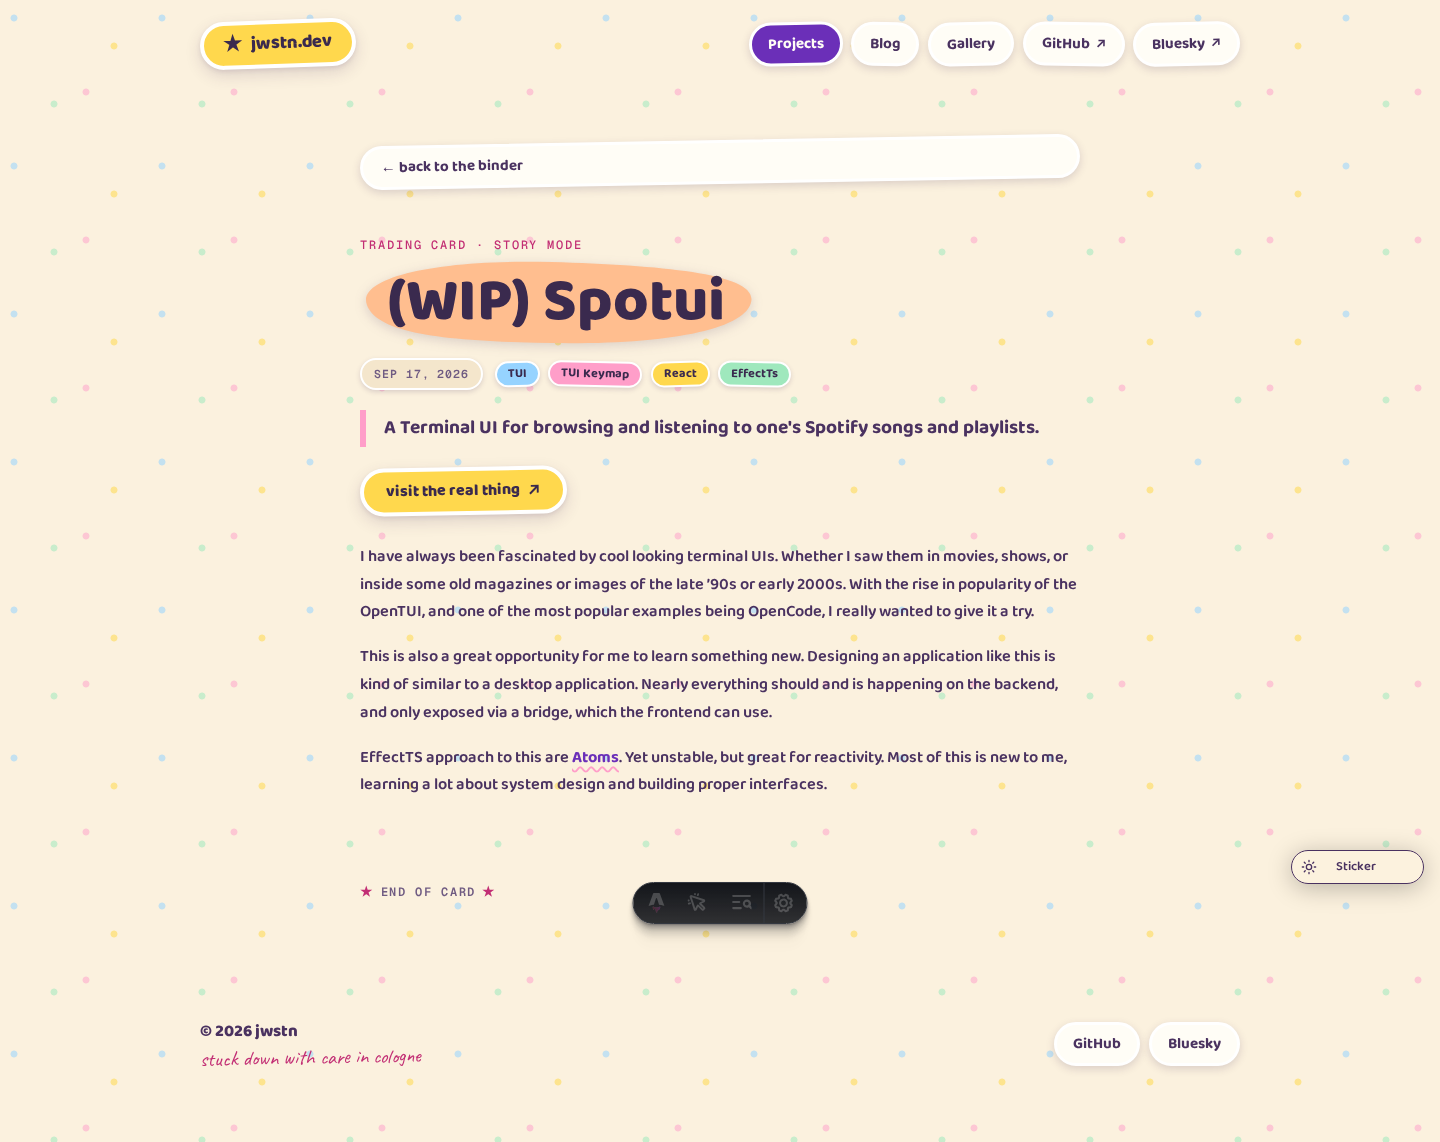 ★ jwstn.dev
Projects
Blog
Gallery
GitHub ↗
Bluesky ↗
← back to the binder
TRADING CARD · STORY MODE
(WIP) Spotui
SEP 17, 2026
TUI
TUI Keymap
React
EffectTs
A Terminal UI for browsing and listening to one's Spotify songs and playlists.
visit the real thing ↗
I have always been fascinated by cool looking terminal UIs. Whether I saw them in movies, shows, or
inside some old magazines or images of the late ’90s or early 2000s. With the rise in popularity of the
OpenTUI, and one of the most popular examples being OpenCode, I really wanted to give it a try.
This is also a great opportunity for me to learn something new. Designing an application like this is
kind of similar to a desktop application. Nearly everything should and is happening on the backend,
and only exposed via a bridge, which the frontend can use.
EffectTS approach to this are Atoms. Yet unstable, but great for reactivity. Most of this is new to me,
learning a lot about system design and building proper interfaces.
Sticker
★ END OF CARD ★
© 2026 jwstn
stuck down with care in cologne
GitHub
Bluesky